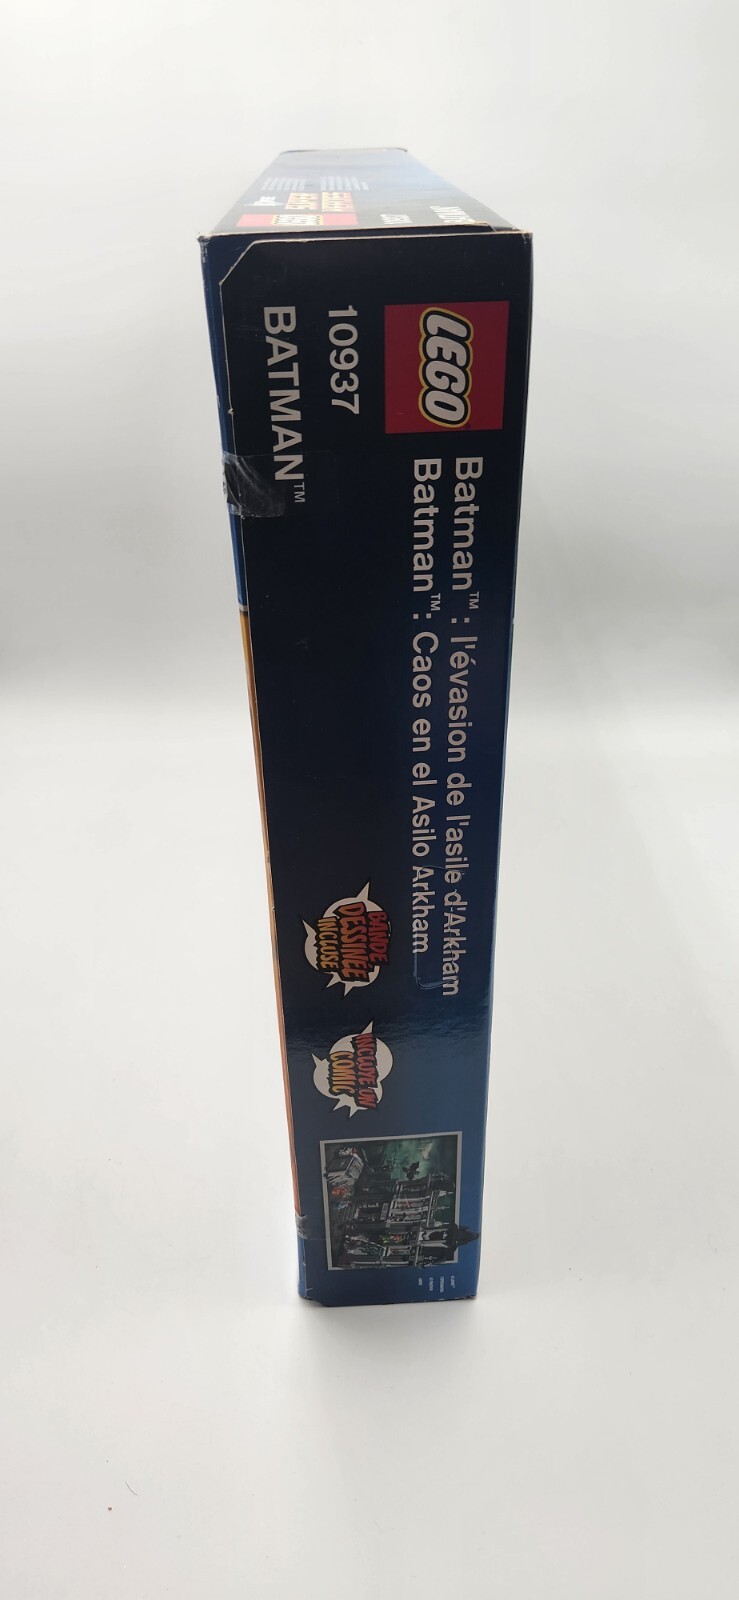 LEGO
Batman™ : l'évasion de l'asile d'Arkham
Batman™ : Caos en el Asilo Arkham
10937
BATMAN™
BANDE
DESSINÉE
INCLUSE
INCLUYE UN
COMIC